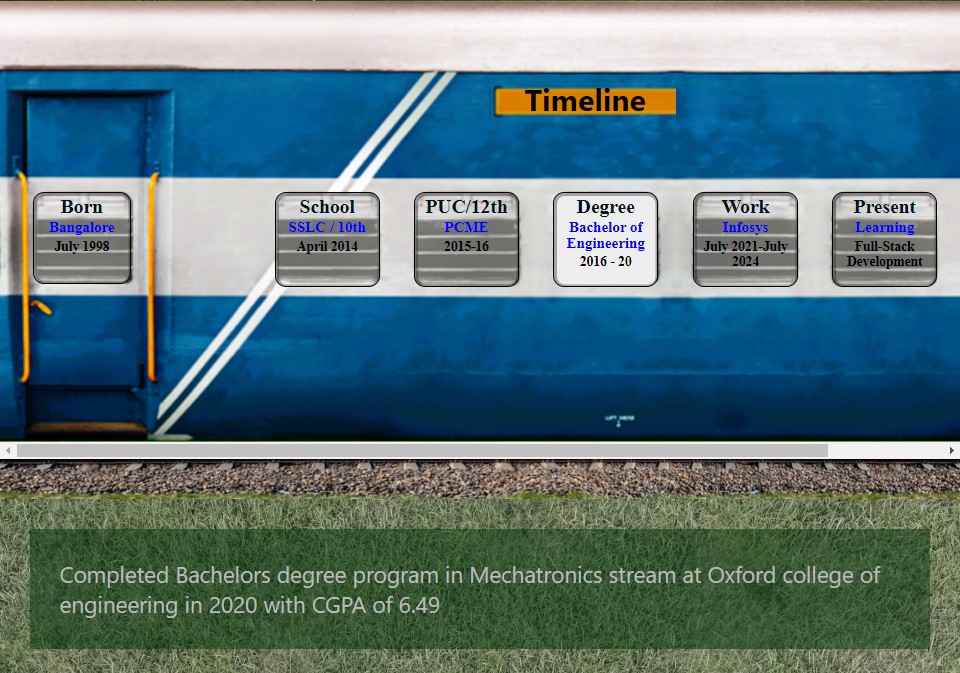 Timeline
Born
Bangalore
July 1998
School
SSLC / 10th
April 2014
PUC/12th
PCME
2015-16
Degree
Bachelor of
Engineering
2016 - 20
Work
Infosys
July 2021-July
2024
Present
Learning
Full-Stack
Development
LIFT HERE
Completed Bachelors degree program in Mechatronics stream at Oxford college of
engineering in 2020 with CGPA of 6.49